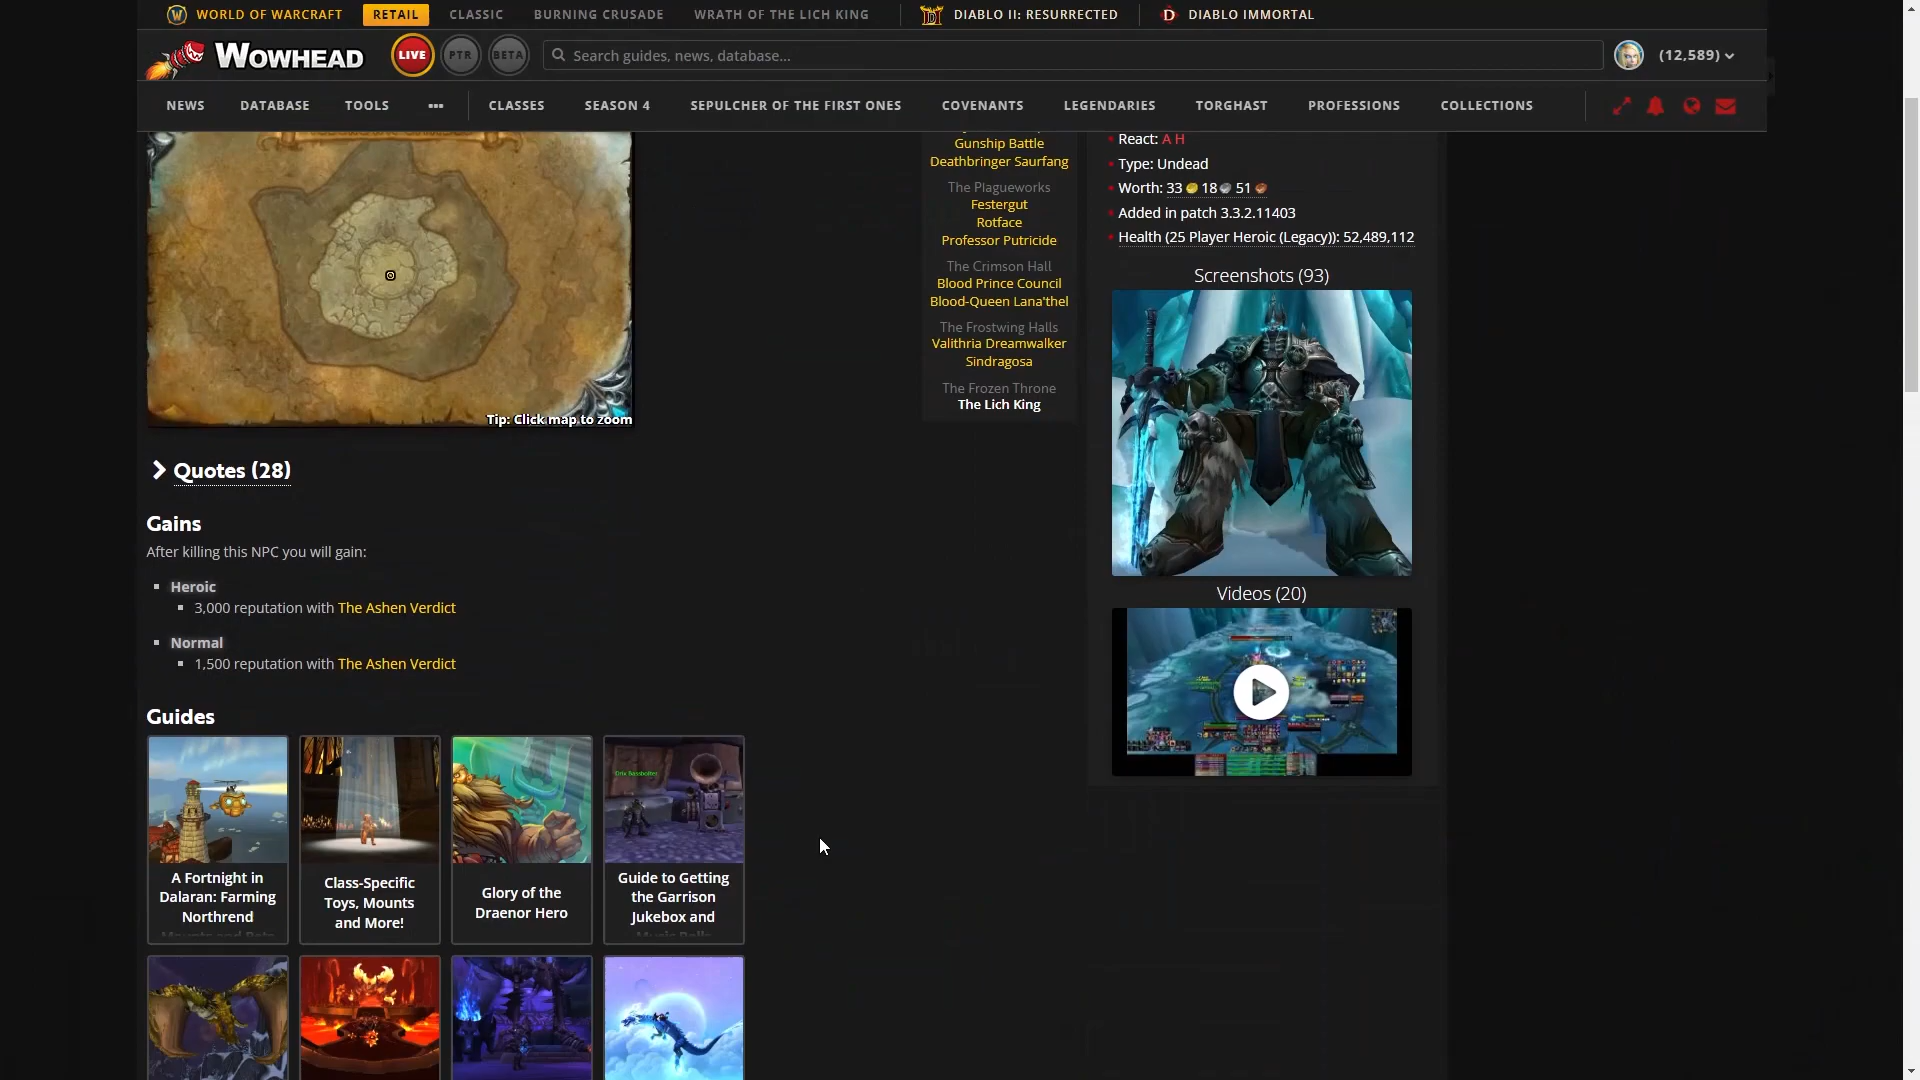 WORLD OF WARCRAFT RETAIL CLASSIC BURNING CRUSADE WRATH OF THE LICH KING DIABLO II: RESURRECTED DIABLO IMMORTAL
WOWHEAD LIVE PTR BETA Search guides, news, database... (12,589)
NEWS DATABASE TOOLS ••• CLASSES SEASON 4 SEPULCHER OF THE FIRST ONES COVENANTS LEGENDARIES TORGHAST PROFESSIONS COLLECTIONS
Tip: Click map to zoom
Quotes (28)
Gains
After killing this NPC you will gain:
Heroic
3,000 reputation with The Ashen Verdict
Normal
1,500 reputation with The Ashen Verdict
Guides
A Fortnight in
Dalaran: Farming
Northrend
Class-Specific
Toys, Mounts
and More!
Glory of the
Draenor Hero
Guide to Getting
the Garrison
Jukebox and
Gunship Battle
Deathbringer Saurfang
The Plagueworks
Festergut
Rotface
Professor Putricide
The Crimson Hall
Blood Prince Council
Blood-Queen Lana'thel
The Frostwing Halls
Valithria Dreamwalker
Sindragosa
The Frozen Throne
The Lich King
React: A H
Type: Undead
Worth: 33 18 51
Added in patch 3.3.2.11403
Health (25 Player Heroic (Legacy)): 52,489,112
Screenshots (93)
Videos (20)